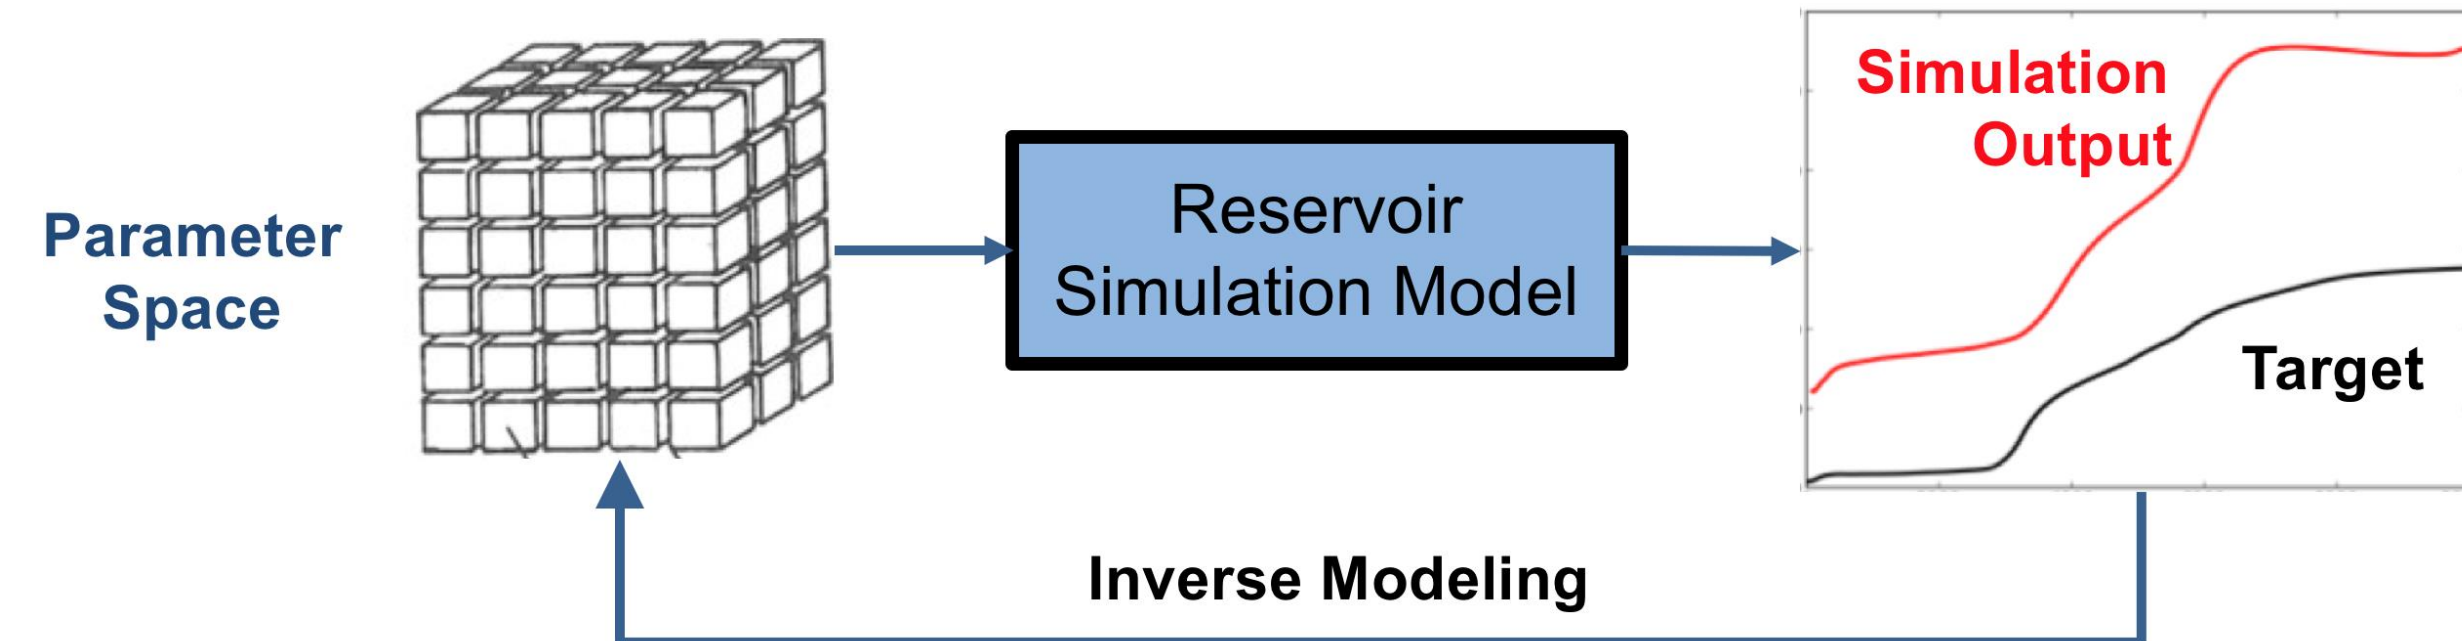 Parameter
Space
Reservoir
Simulation Model
Simulation
Output
Target
Inverse Modeling